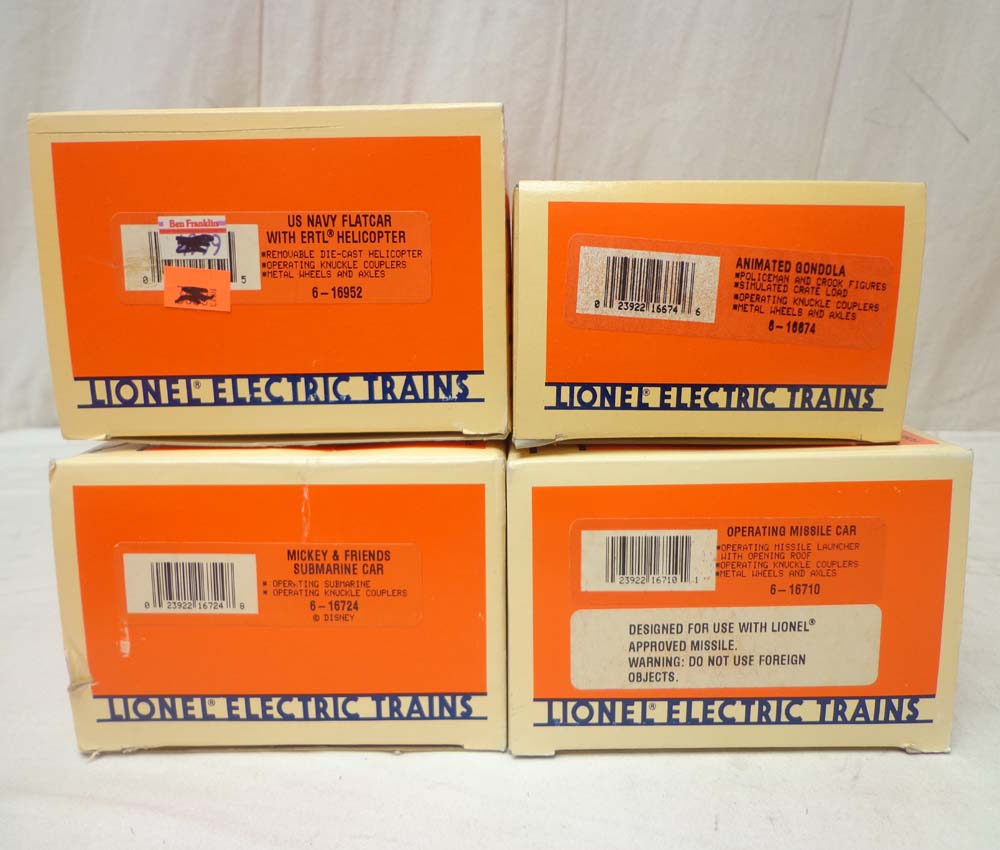 Ben Franklin
5
US NAVY FLATCAR
WITH ERTL® HELICOPTER
■REMOVABLE DIE-CAST HELICOPTER
■OPERATING KNUCKLE COUPLERS
■METAL WHEELS AND AXLES
6-16952
LIONEL® ELECTRIC TRAINS
0 23922 16674 6
ANIMATED GONDOLA
■POLICEMAN AND CROOK FIGURES
■SIMULATED CRATE LOAD
■OPERATING KNUCKLE COUPLERS
■METAL WHEELS AND AXLES
6-16674
LIONEL® ELECTRIC TRAINS
0 23922 16724 8
MICKEY & FRIENDS
SUBMARINE CAR
■ OPERATING SUBMARINE
■ OPERATING KNUCKLE COUPLERS
6-16724
© DISNEY
LIONEL® ELECTRIC TRAINS
23922 16710 1
OPERATING MISSILE CAR
■OPERATING MISSILE LAUNCHER
WITH OPENING ROOF
■OPERATING KNUCKLE COUPLERS
■METAL WHEELS AND AXLES
6-16710
DESIGNED FOR USE WITH LIONEL®
APPROVED MISSILE.
WARNING: DO NOT USE FOREIGN
OBJECTS.
LIONEL® ELECTRIC TRAINS